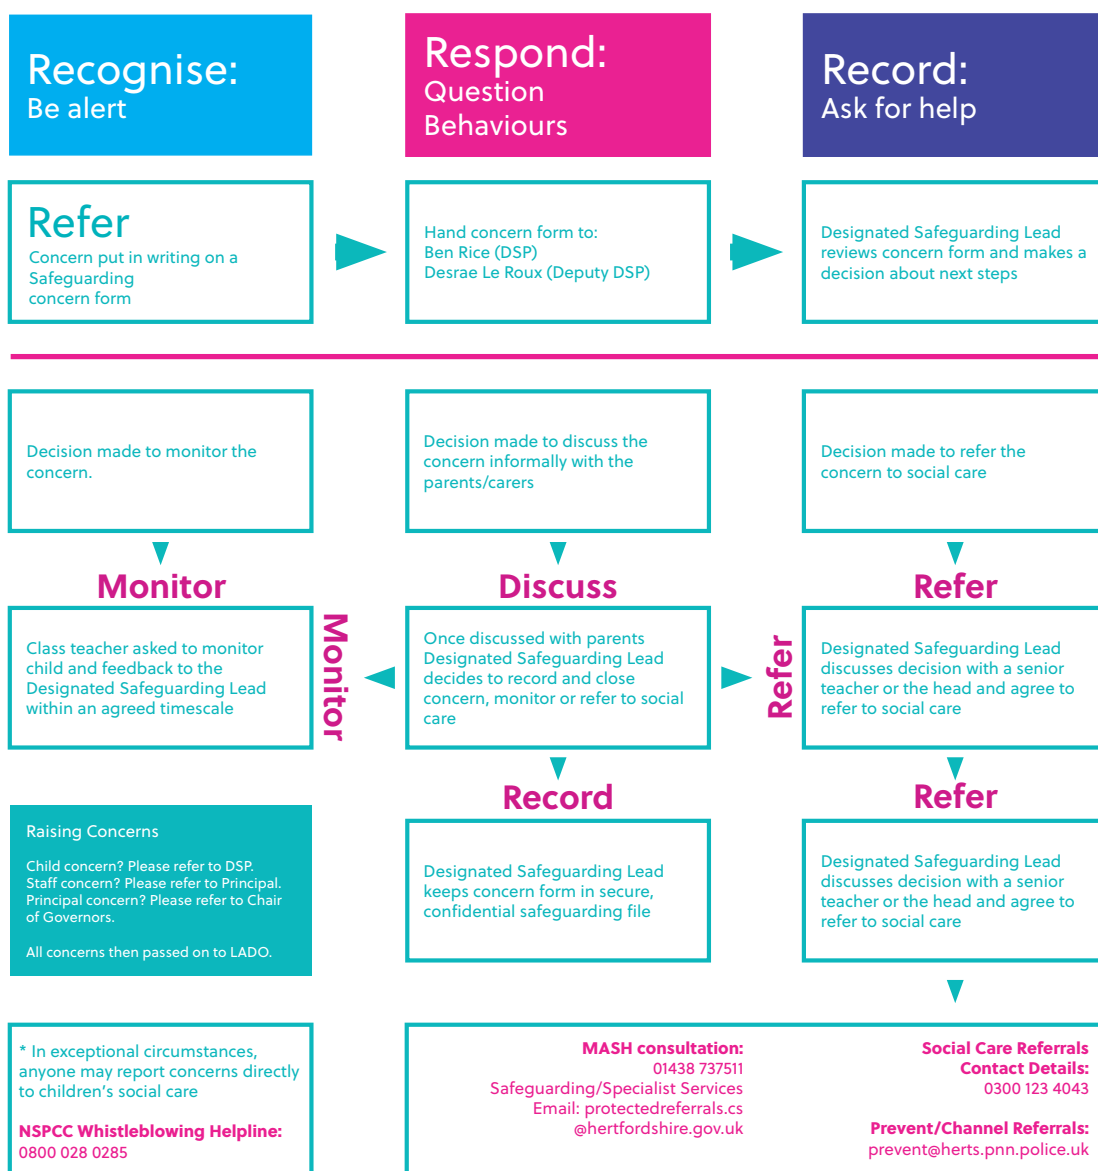 Recognise:
Be alert
Respond:
Question
Behaviours
Record:
Ask for help
Refer
Concern put in writing on a
Safeguarding
concern form
Hand concern form to:
Ben Rice (DSP)
Desrae Le Roux (Deputy DSP)
Designated Safeguarding Lead
reviews concern form and makes a
decision about next steps
Decision made to monitor the
concern.
Decision made to discuss the
concern informally with the
parents/carers
Decision made to refer the
concern to social care
Monitor
Discuss
Refer
Class teacher asked to monitor
child and feedback to the
Designated Safeguarding Lead
within an agreed timescale
Monitor
Once discussed with parents
Designated Safeguarding Lead
decides to record and close
concern, monitor or refer to social
care
Refer
Designated Safeguarding Lead
discusses decision with a senior
teacher or the head and agree to
refer to social care
Record
Refer
Raising Concerns
Child concern? Please refer to DSP.
Staff concern? Please refer to Principal.
Principal concern? Please refer to Chair
of Governors.
All concerns then passed on to LADO.
Designated Safeguarding Lead
keeps concern form in secure,
confidential safeguarding file
Designated Safeguarding Lead
discusses decision with a senior
teacher or the head and agree to
refer to social care
* In exceptional circumstances,
anyone may report concerns directly
to children’s social care
NSPCC Whistleblowing Helpline:
0800 028 0285
MASH consultation:
01438 737511
Safeguarding/Specialist Services
Email: protectedreferrals.cs
@hertfordshire.gov.uk
Social Care Referrals
Contact Details:
0300 123 4043
Prevent/Channel Referrals:
prevent@herts.pnn.police.uk